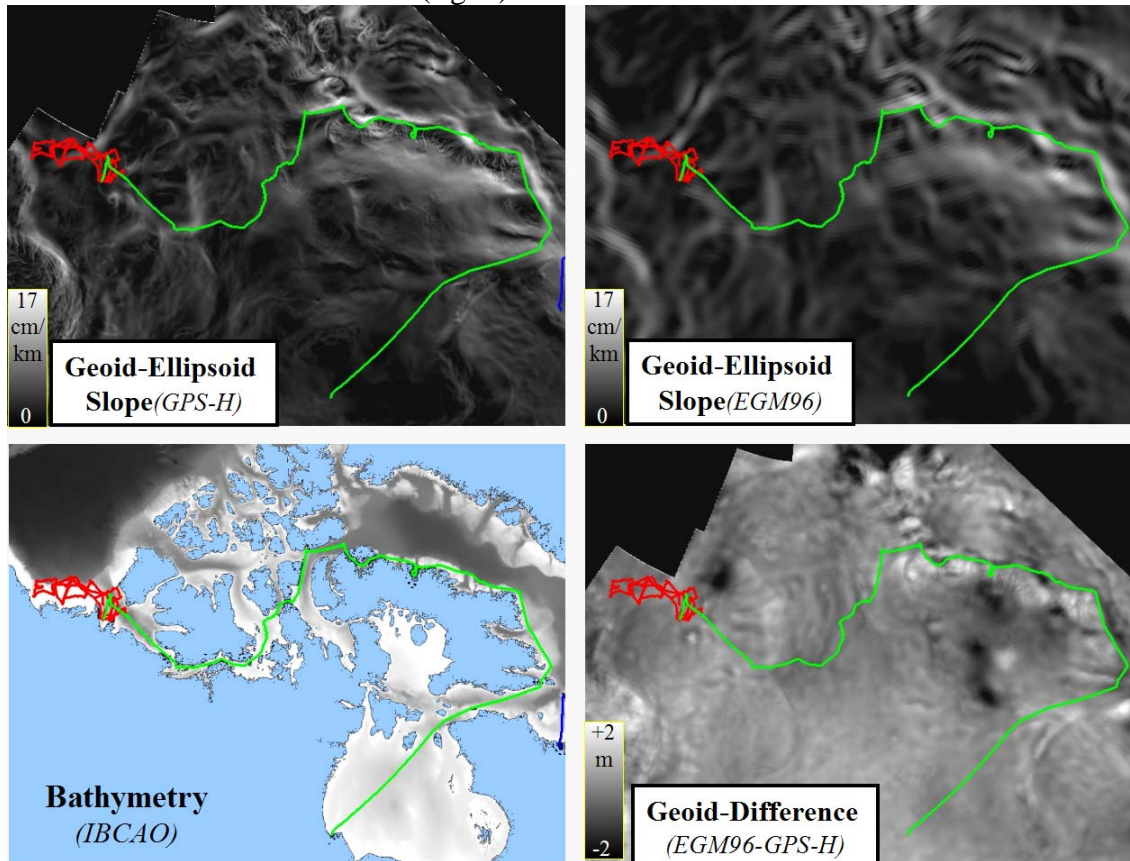 17
cm/
km
0
Geoid-Ellipsoid
Slope(GPS-H)
17
cm/
km
0
Geoid-Ellipsoid
Slope(EGM96)
Bathymetry
(IBCAO)
+2
m
-2
Geoid-Difference
(EGM96-GPS-H)